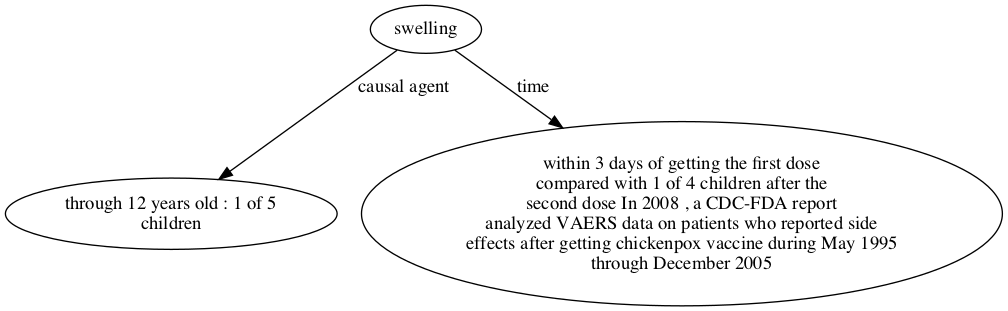 swelling
causal agent
time
through 12 years old : 1 of 5
children
within 3 days of getting the first dose
compared with 1 of 4 children after the
second dose In 2008 , a CDC-FDA report
analyzed VAERS data on patients who reported side
effects after getting chickenpox vaccine during May 1995
through December 2005